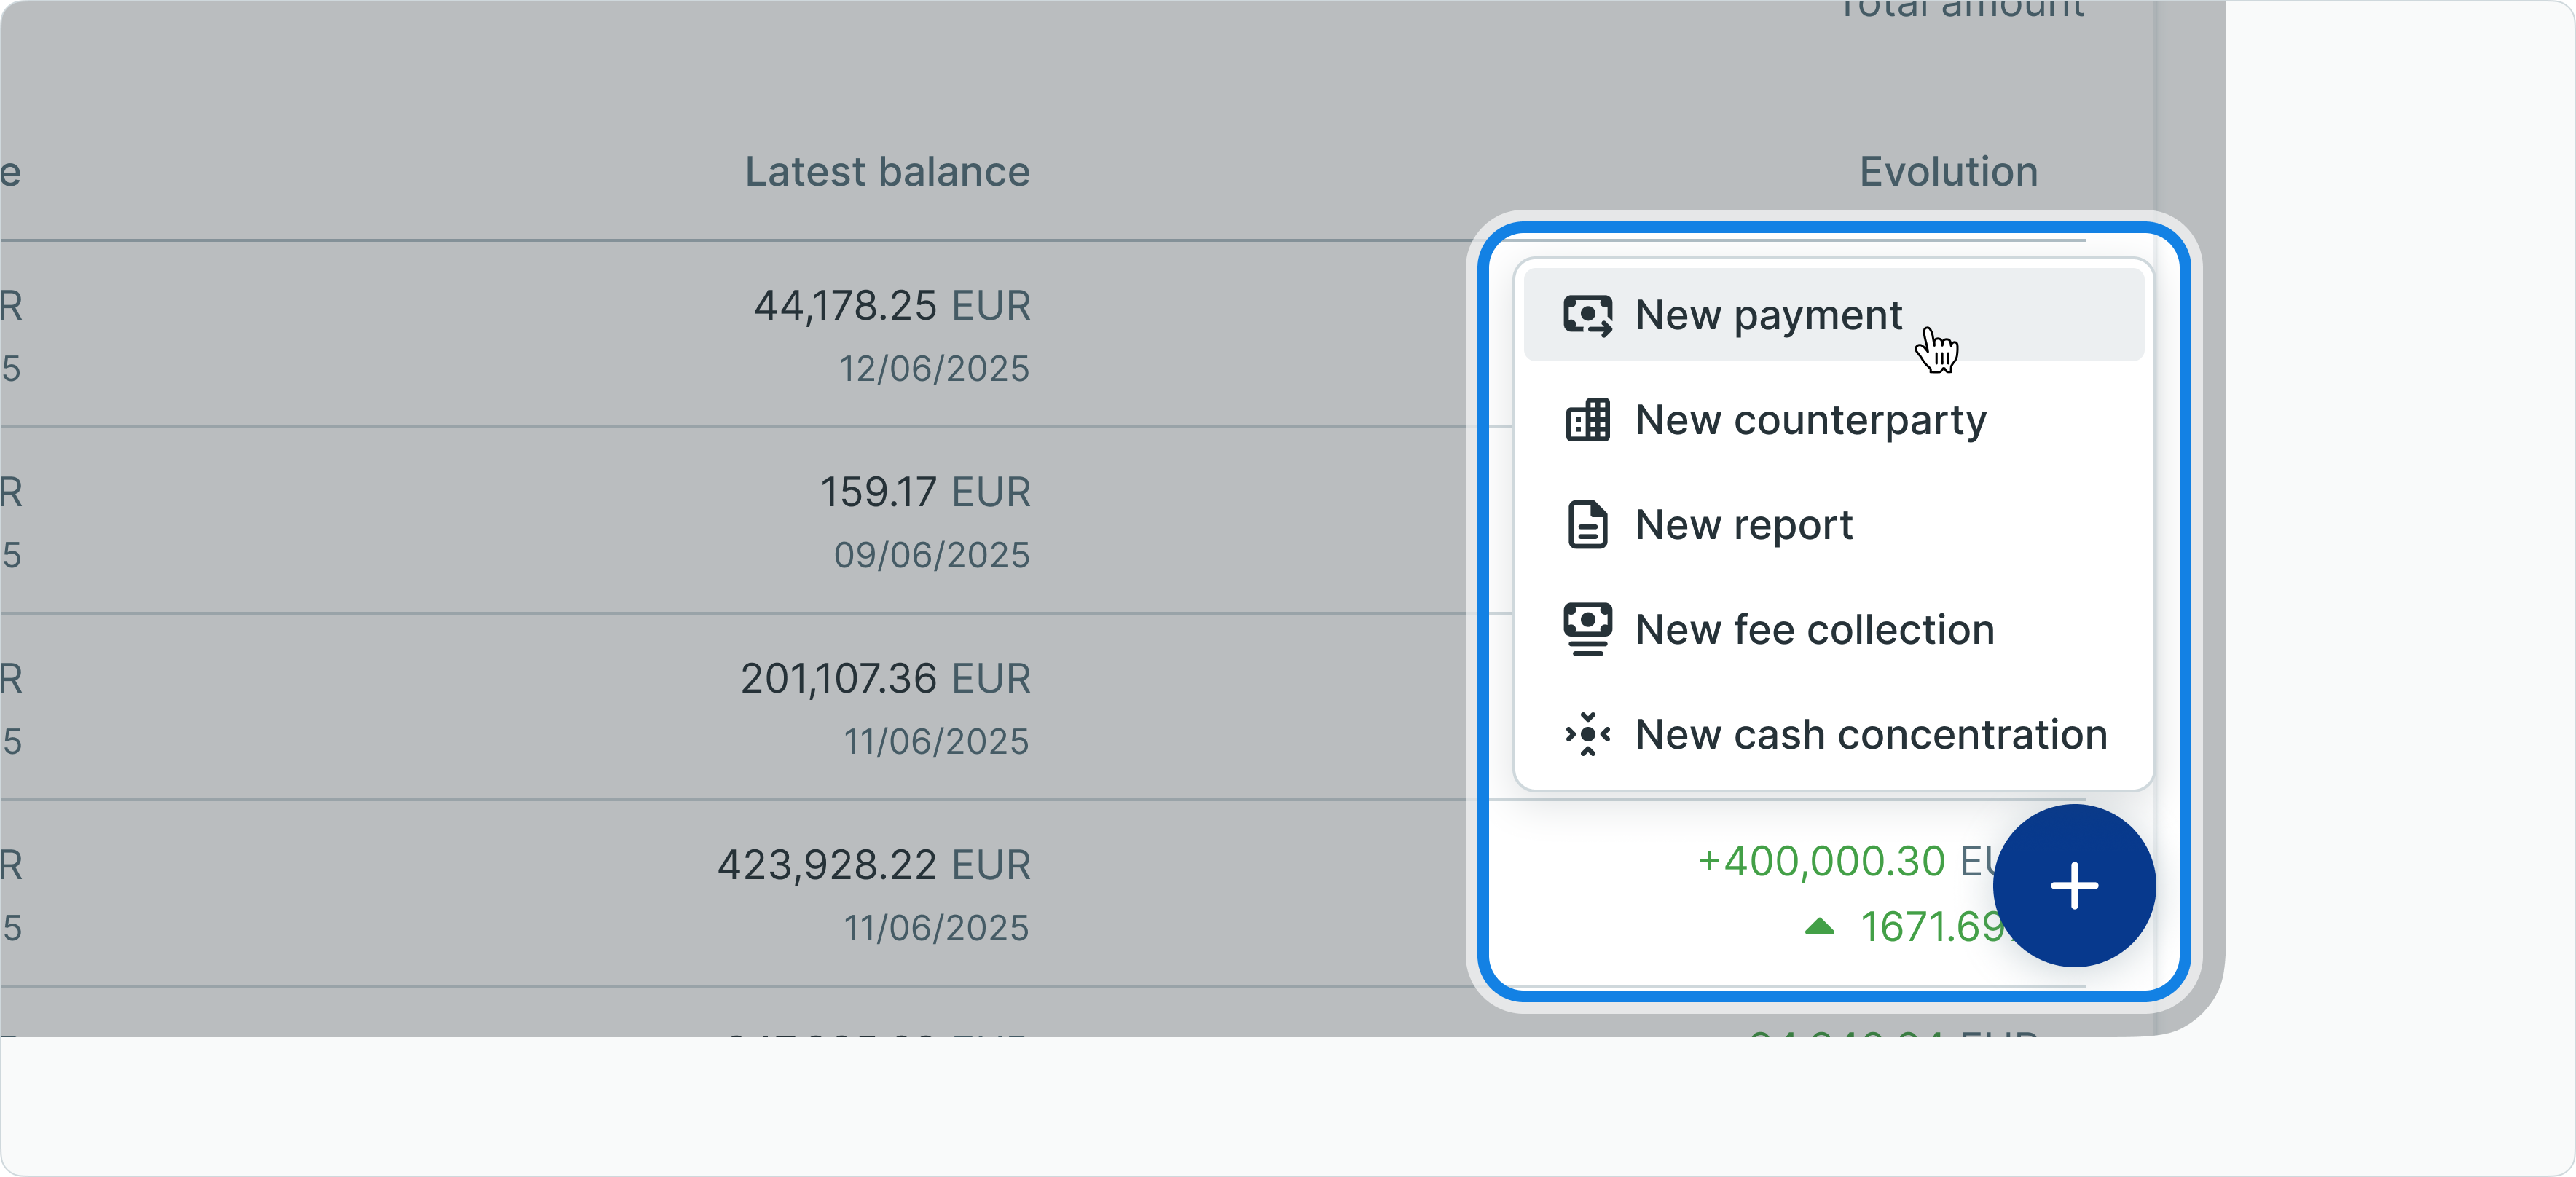 Total amount
e Latest balance Evolution
R 44,178.25 EUR
5 12/06/2025
R 159.17 EUR
5 09/06/2025
R 201,107.36 EUR
5 11/06/2025
R 423,928.22 EUR +400,000.30 EU
5 11/06/2025 1671.69
New payment
New counterparty
New report
New fee collection
New cash concentration
EUR EUR